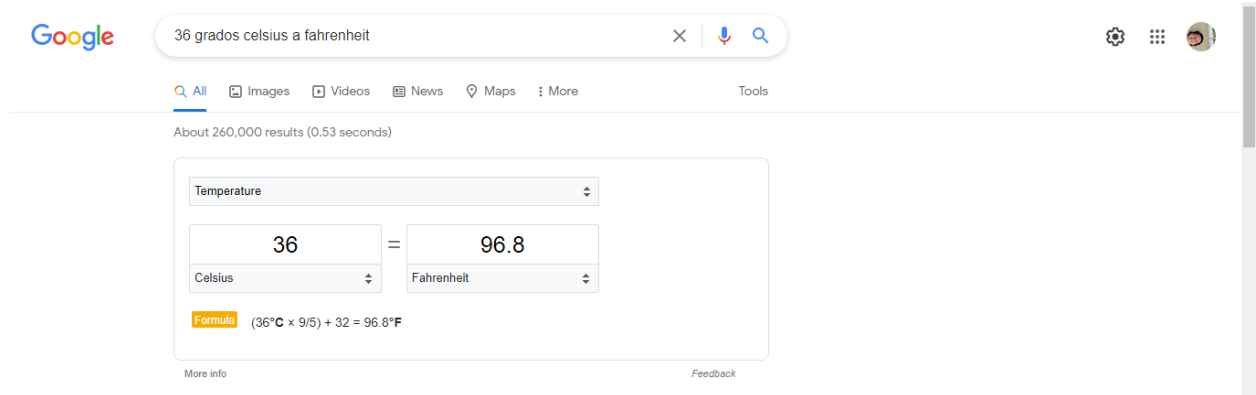 Google 36 grados celsius a fahrenheit
All Images Videos News Maps More Tools
About 260,000 results (0.53 seconds)
Temperature
36 = 96.8
Celsius Fahrenheit
Formula (36°C × 9/5) + 32 = 96.8°F
More info Feedback